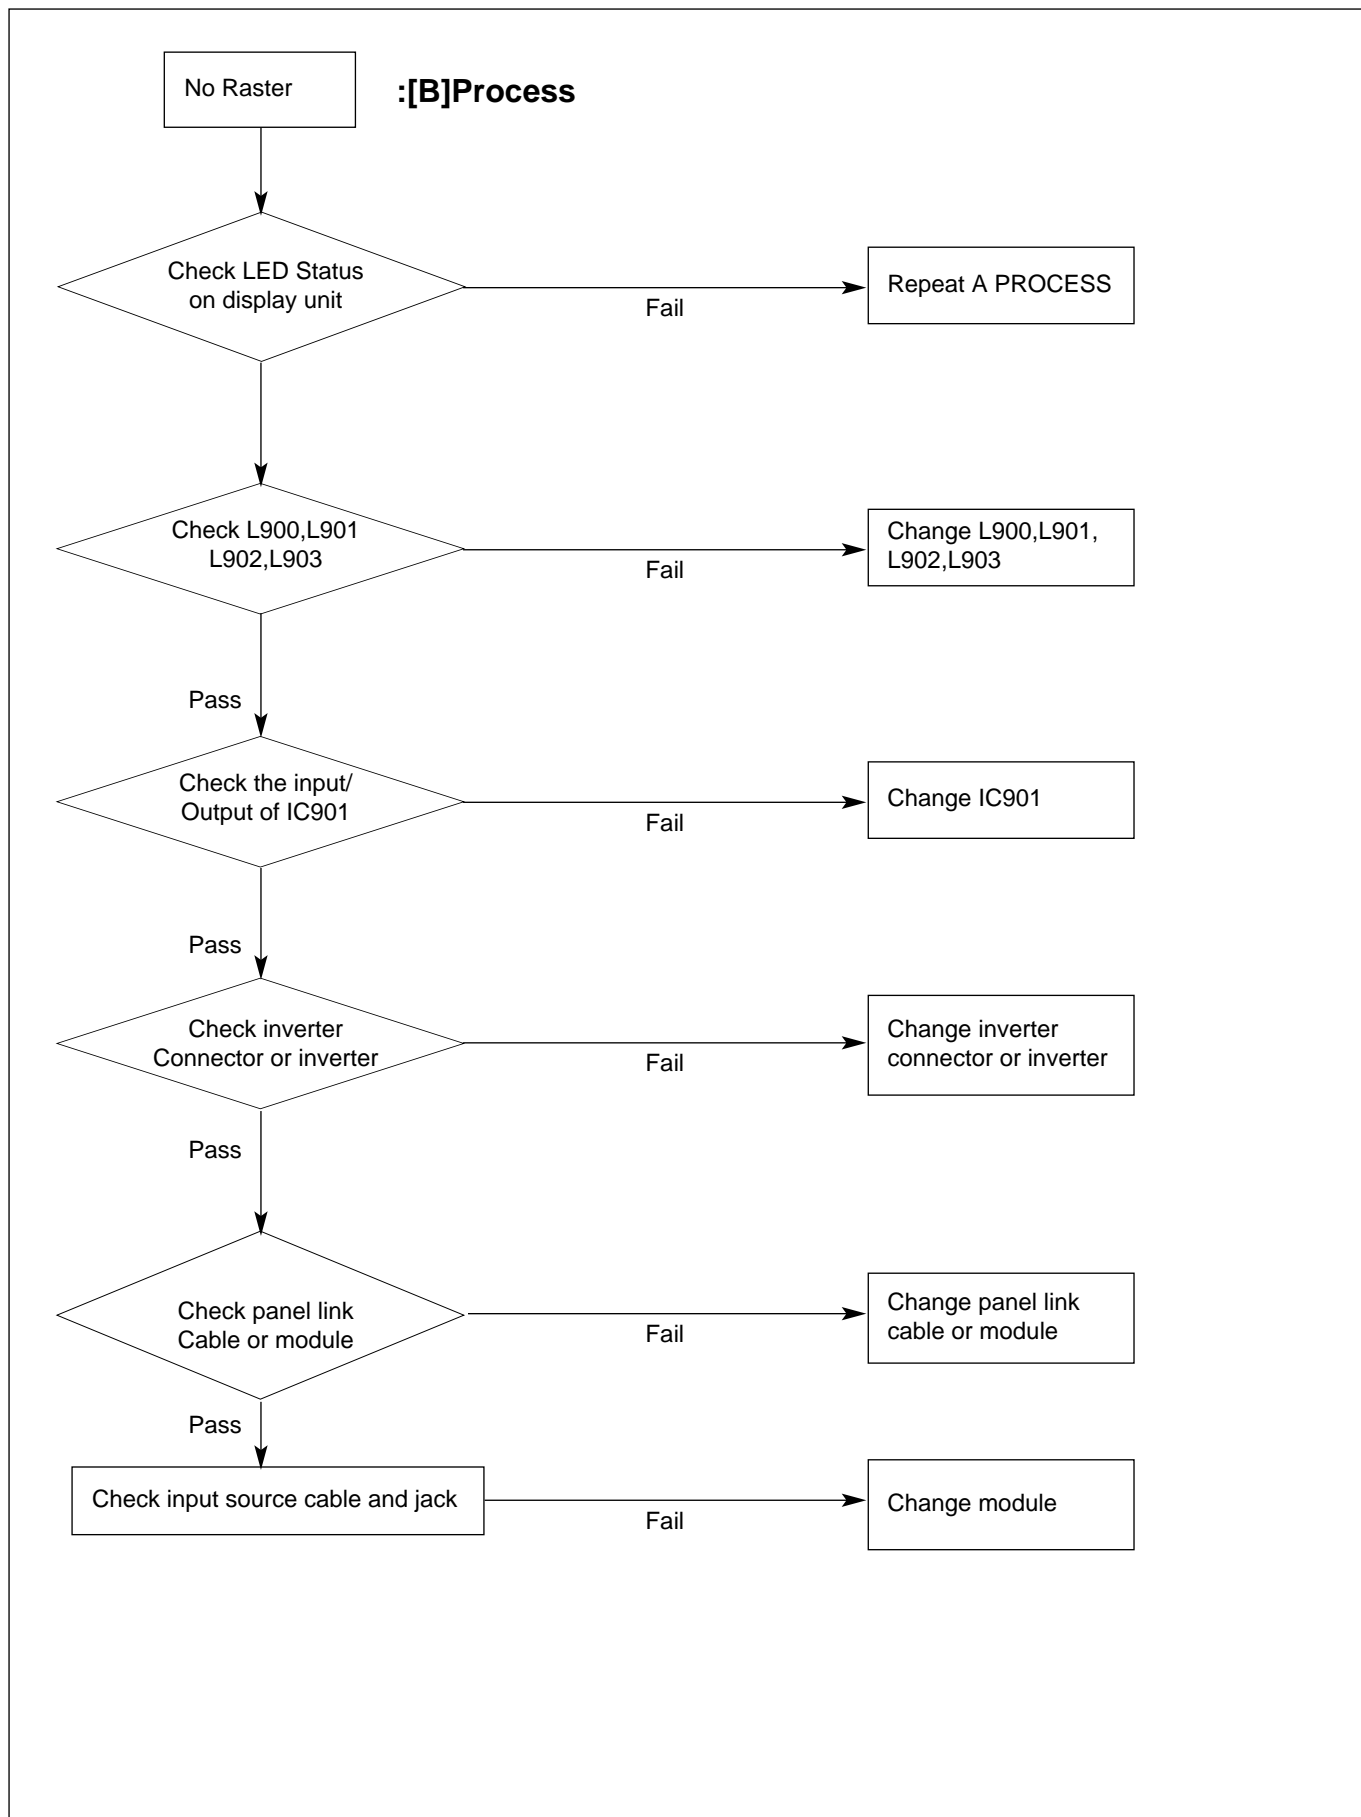 No Raster
:[B]Process
Check LED Status
on display unit
Fail
Repeat A PROCESS
Check L900,L901
L902,L903
Fail
Change L900,L901,
L902,L903
Pass
Check the input/
Output of IC901
Fail
Change IC901
Pass
Check inverter
Connector or inverter
Fail
Change inverter
connector or inverter
Pass
Check panel link
Cable or module
Fail
Change panel link
cable or module
Pass
Check input source cable and jack
Fail
Change module